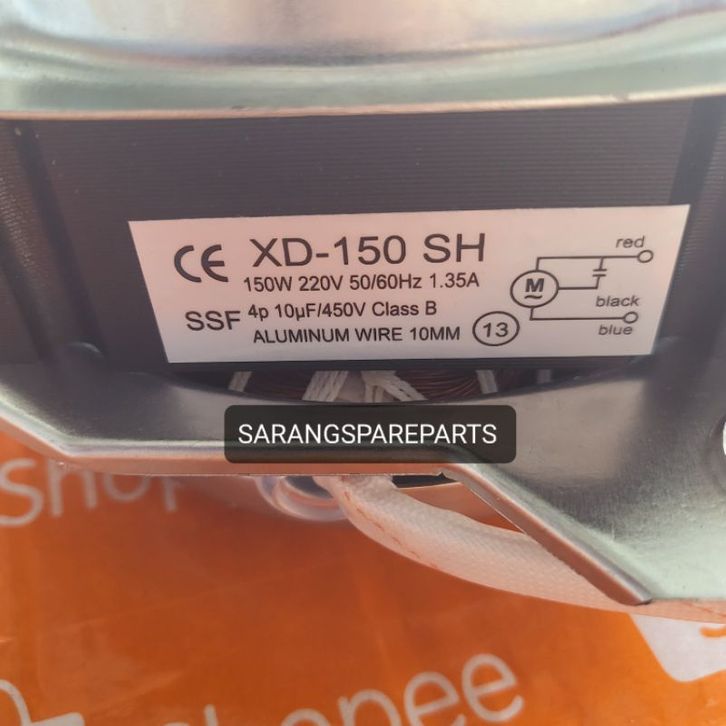 CE XD-150 SH
150W 220V 50/60Hz 1.35A
SSF 4p 10µF/450V Class B
ALUMINUM WIRE 10MM 13
red
M
black
blue
SARANGSPAREPARTS
Shop
Shopee